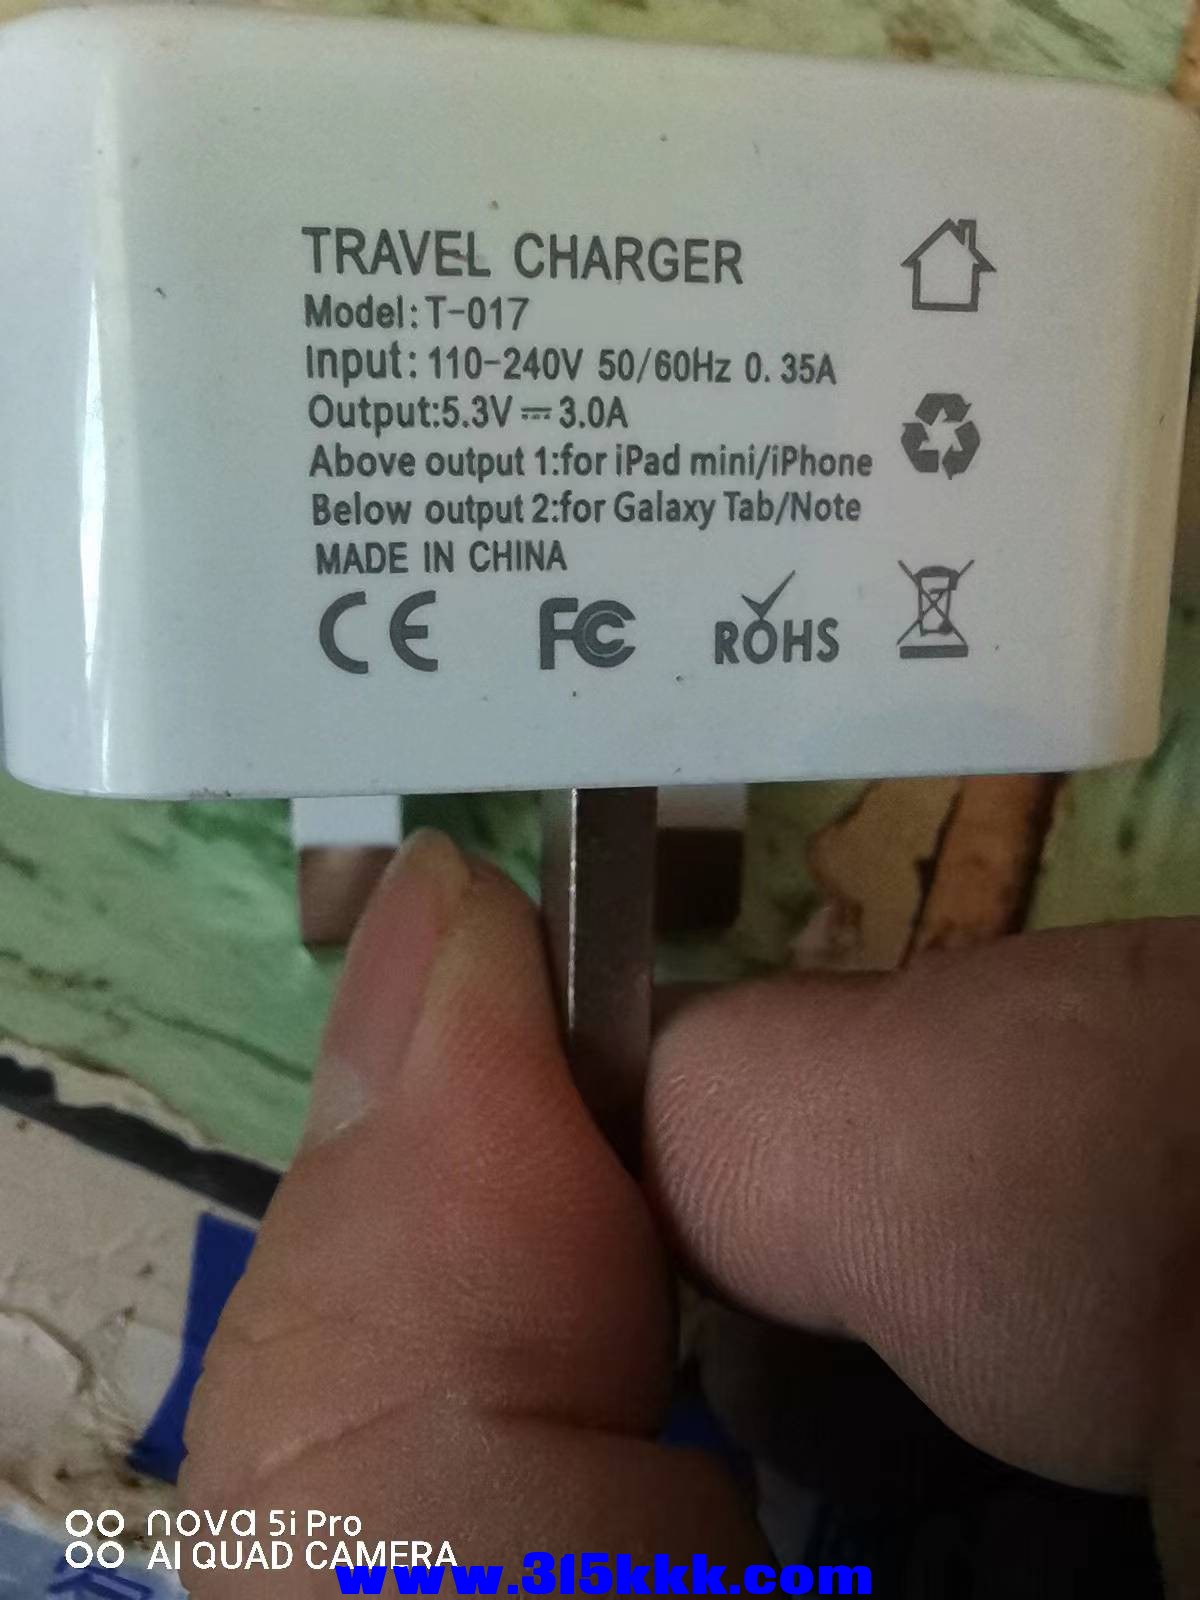 TRAVEL CHARGER
Model:T-017
Input:110-240V 50/60Hz 0.35A
Output:5.3V⎓3.0A
Above output 1:for iPad mini/iPhone
Below output 2:for Galaxy Tab/Note
MADE IN CHINA
CE FC ROHS
nova 5i Pro
AI QUAD CAMERA
www.315kkk.com